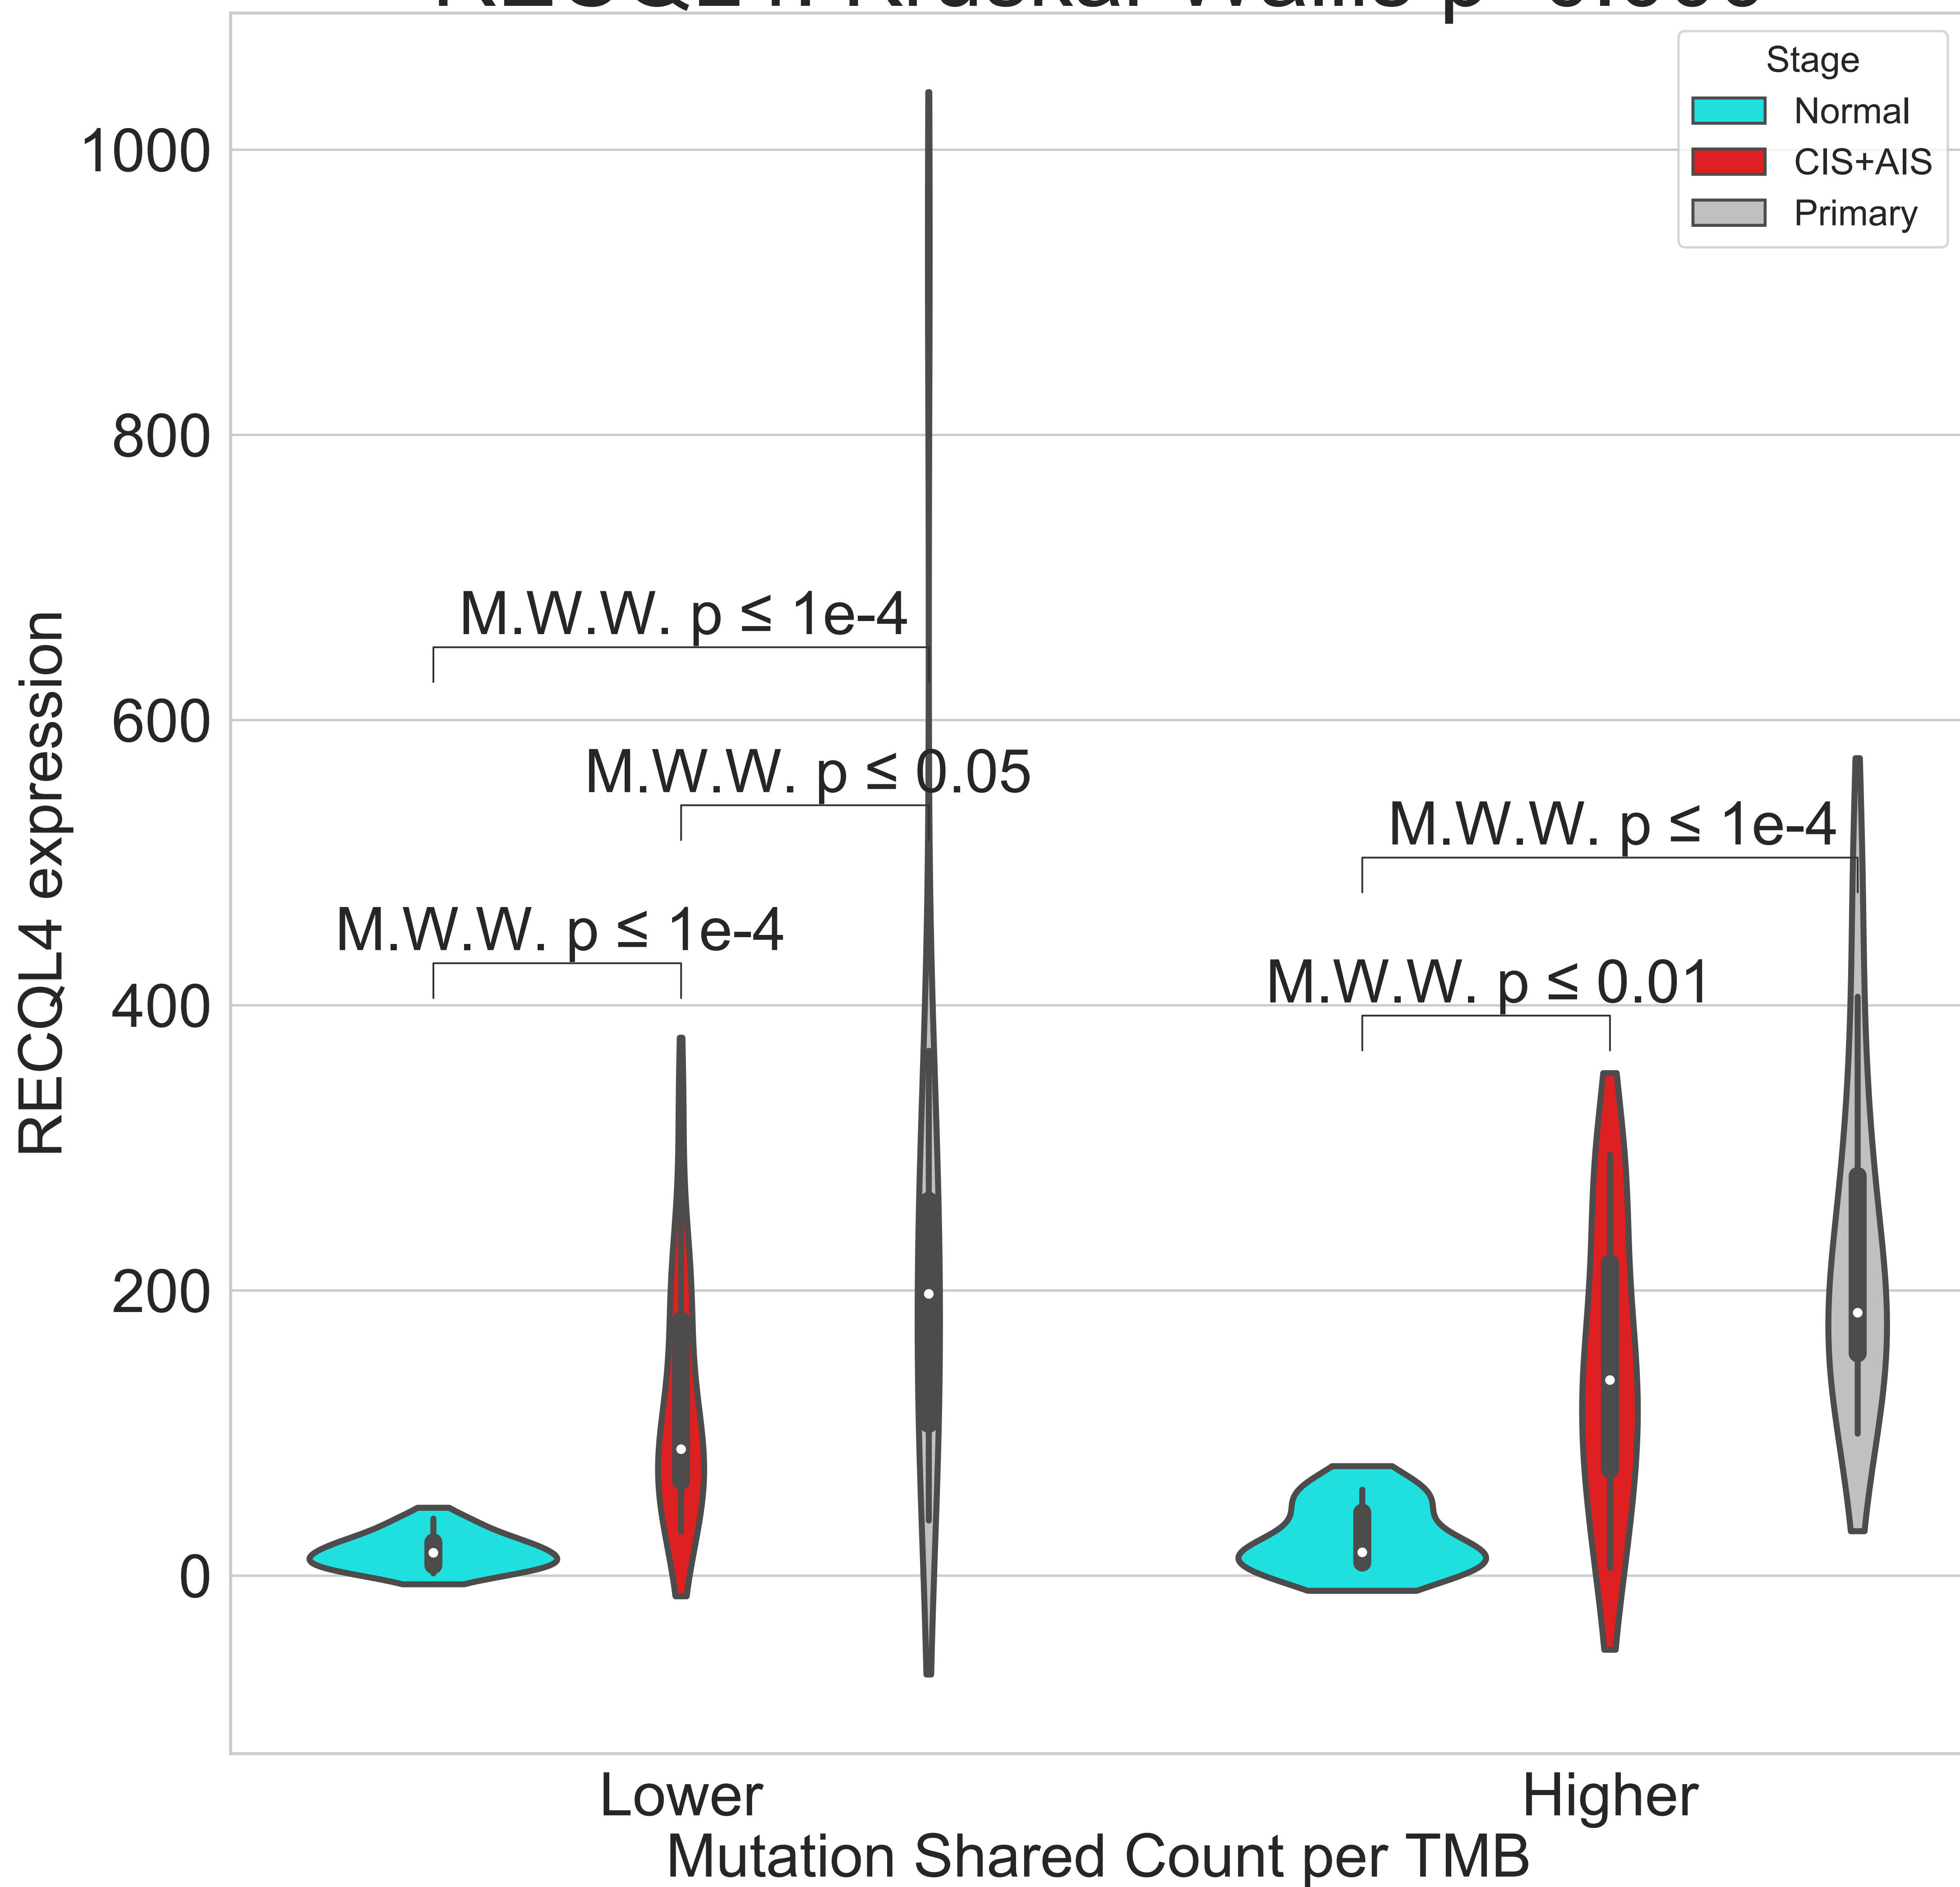 Stage
Normal
CIS+AIS
Primary
1000
800
600
400
200
0
RECQL4 expression
M.W.W. p ≤ 1e-4
M.W.W. p ≤ 0.05
M.W.W. p ≤ 1e-4
M.W.W. p ≤ 1e-4
M.W.W. p ≤ 0.01
Lower
Higher
Mutation Shared Count per TMB